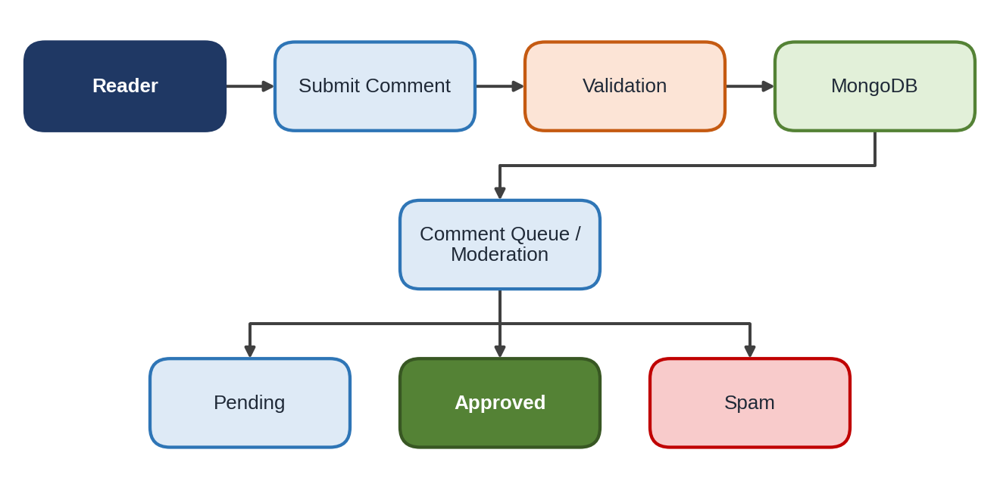 Reader
Submit Comment
Validation
MongoDB
Comment Queue /
Moderation
Pending
Approved
Spam